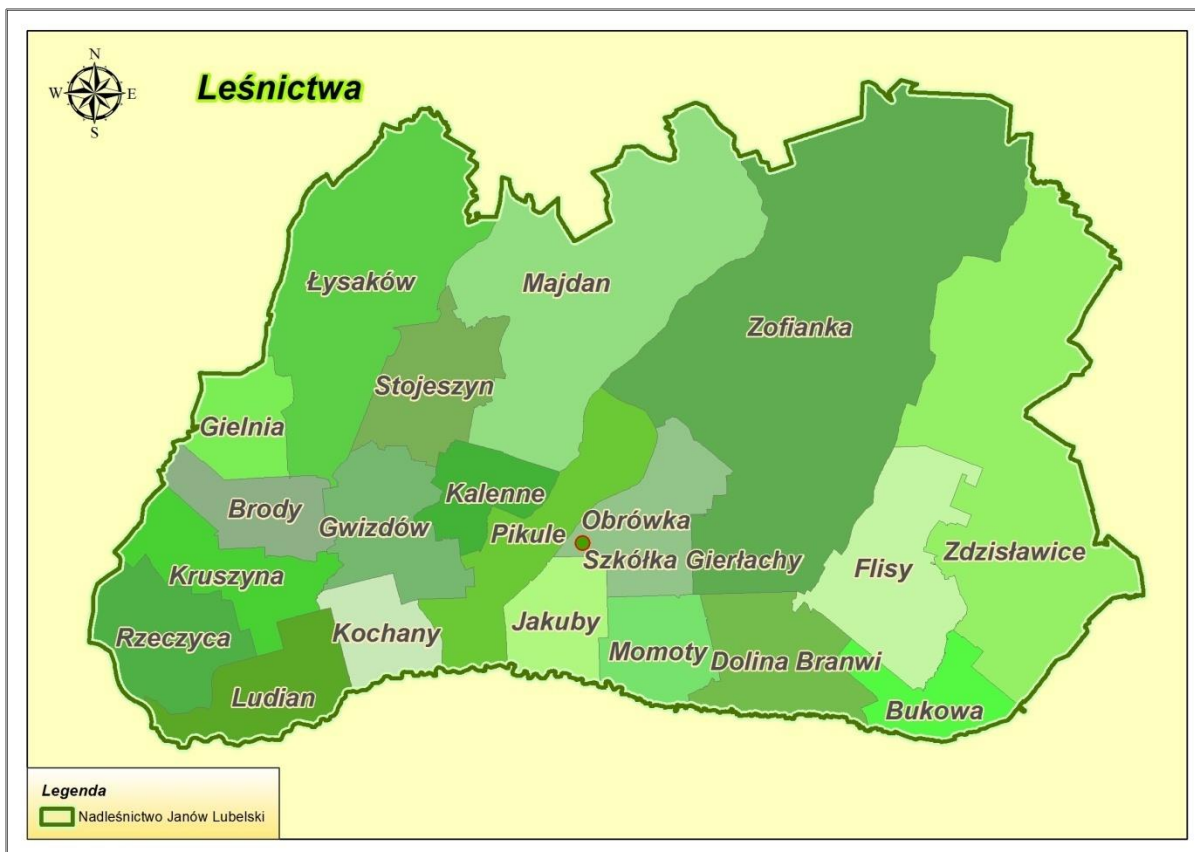 N
W E
S
Leśnictwa
Łysaków
Majdan
Zofianka
Stojeszyn
Gielnia
Kalenne
Brody
Gwizdów
Pikule
Obrówka
Szkółka Gierłachy
Flisy
Zdzisławice
Kruszyna
Rzeczyca
Kochany
Jakuby
Momoty
Dolina Branwi
Ludian
Bukowa
Legenda
Nadleśnictwo Janów Lubelski